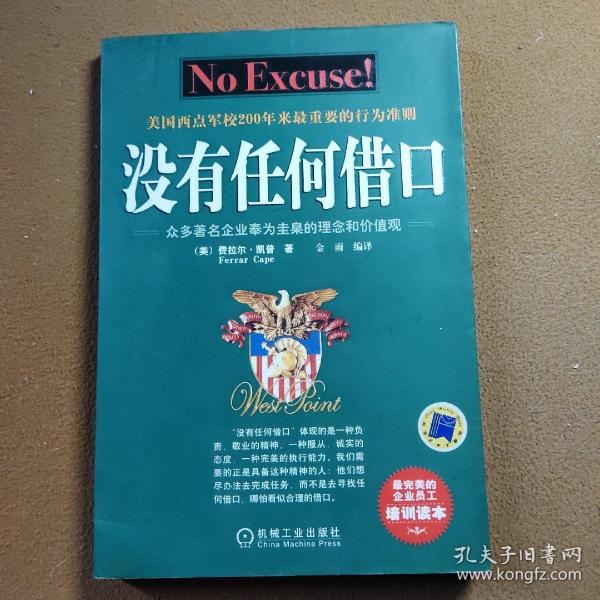 No Excuse!
美国西点军校200年来最重要的行为准则
没有任何借口
众多著名企业奉为圭臬的理念和价值观
(美) 费拉尔·凯普 著 金雨 编译
Ferrar Cape
West Point
“没有任何借口”体现的是一种负
责、敬业的精神，一种服从、诚实的
态度，一种完美的执行能力。我们需
要的正是具备这种精神的人：他们想
尽办法去完成任务，而不是去寻找任
何借口，哪怕看似合理的借口。
最完美的
企业员工
培训读本
机械工业出版社
China Machine Press
孔夫子旧书网
www.kongfz.com